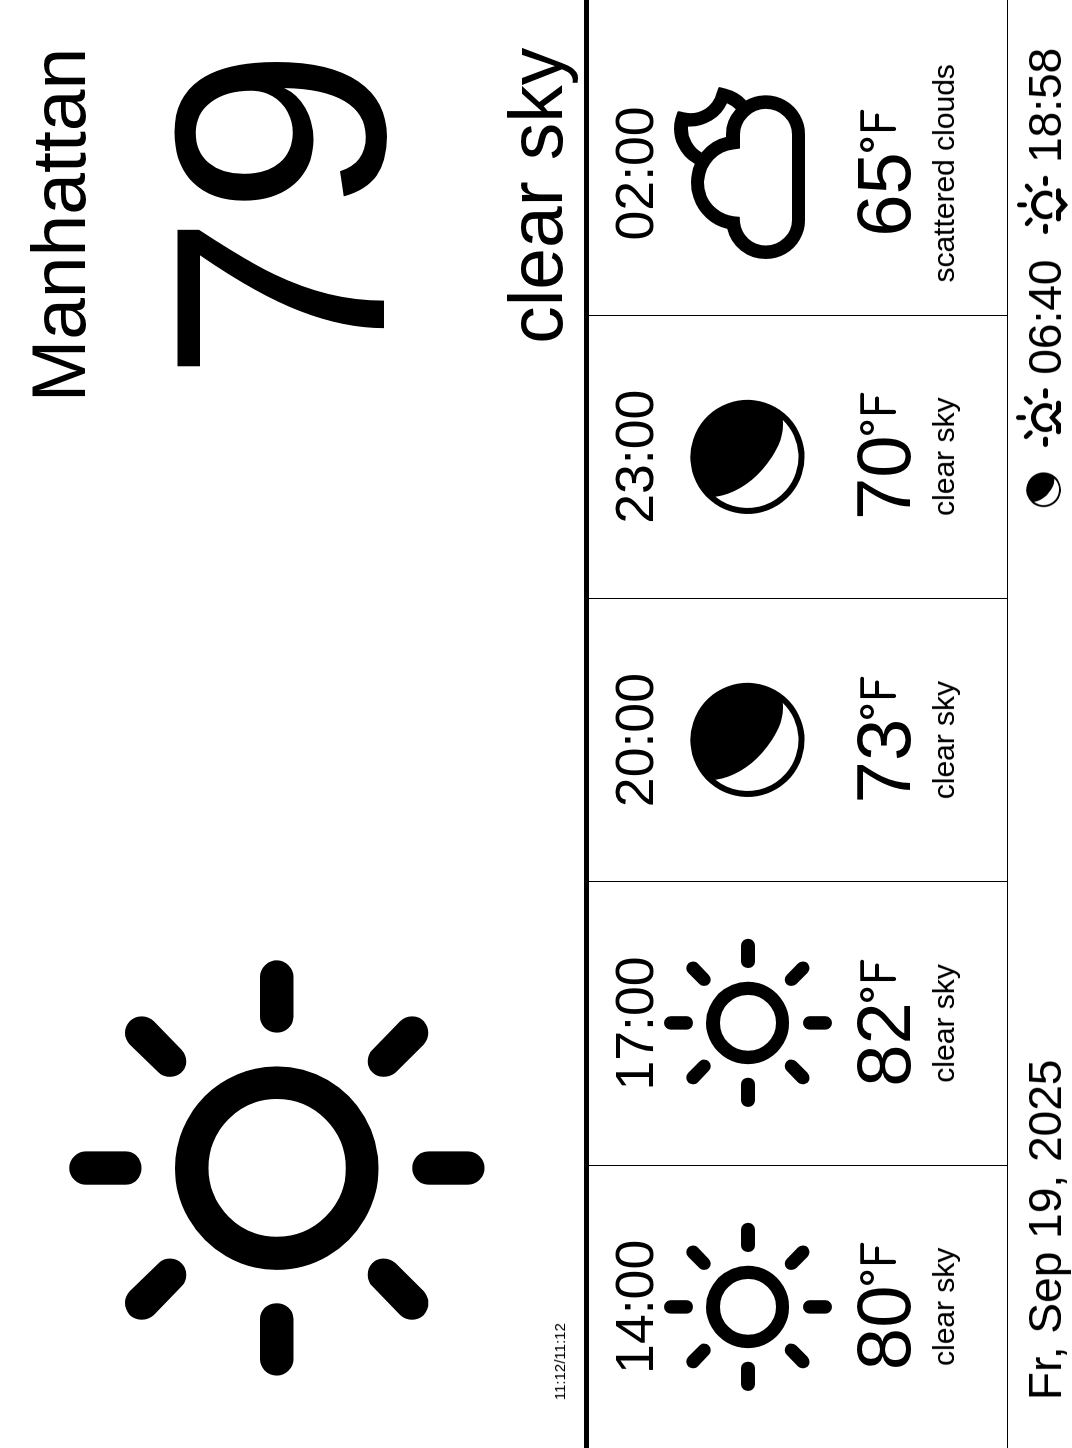 Manhattan
79
clear sky
11:12/11:12
14:00 17:00 20:00 23:00 02:00
80°F 82°F 73°F 70°F 65°F
clear sky clear sky clear sky clear sky scattered clouds
Fr, Sep 19, 2025 06:40 18:58